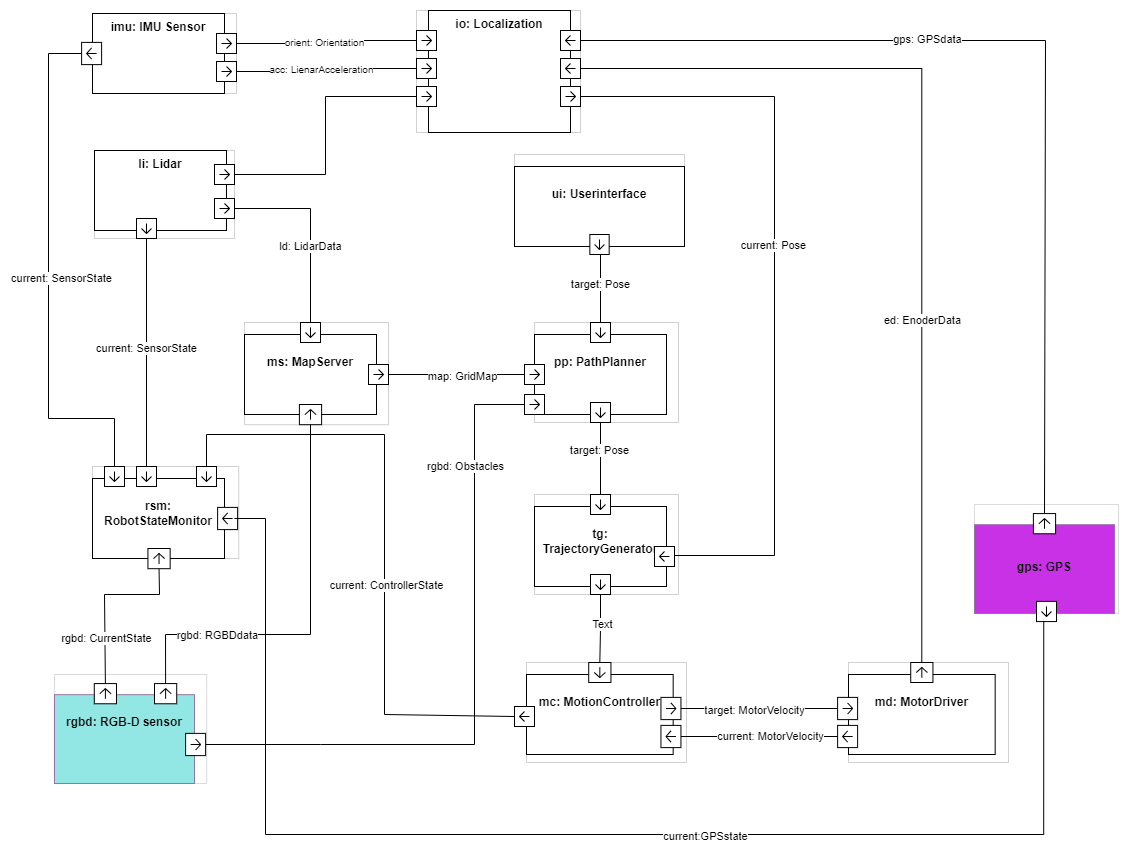 imu: IMU Sensor
io: Localization
orient: Orientation
gps: GPSdata
acc: LienarAcceleration
li: Lidar
ui: Userinterface
ld: LidarData
current: Pose
current: SensorState
target: Pose
ed: EnoderData
current: SensorState
ms: MapServer
pp: PathPlanner
map: GridMap
target: Pose
rgbd: Obstacles
rsm:
RobotStateMonitor
tg:
TrajectoryGenerato
gps: GPS
current: ControllerState
Text
rgbd: CurrentState
rgbd: RGBDdata
mc: MotionController
md: MotorDriver
target: MotorVelocity
rgbd: RGB-D sensor
current: MotorVelocity
current:GPSstate